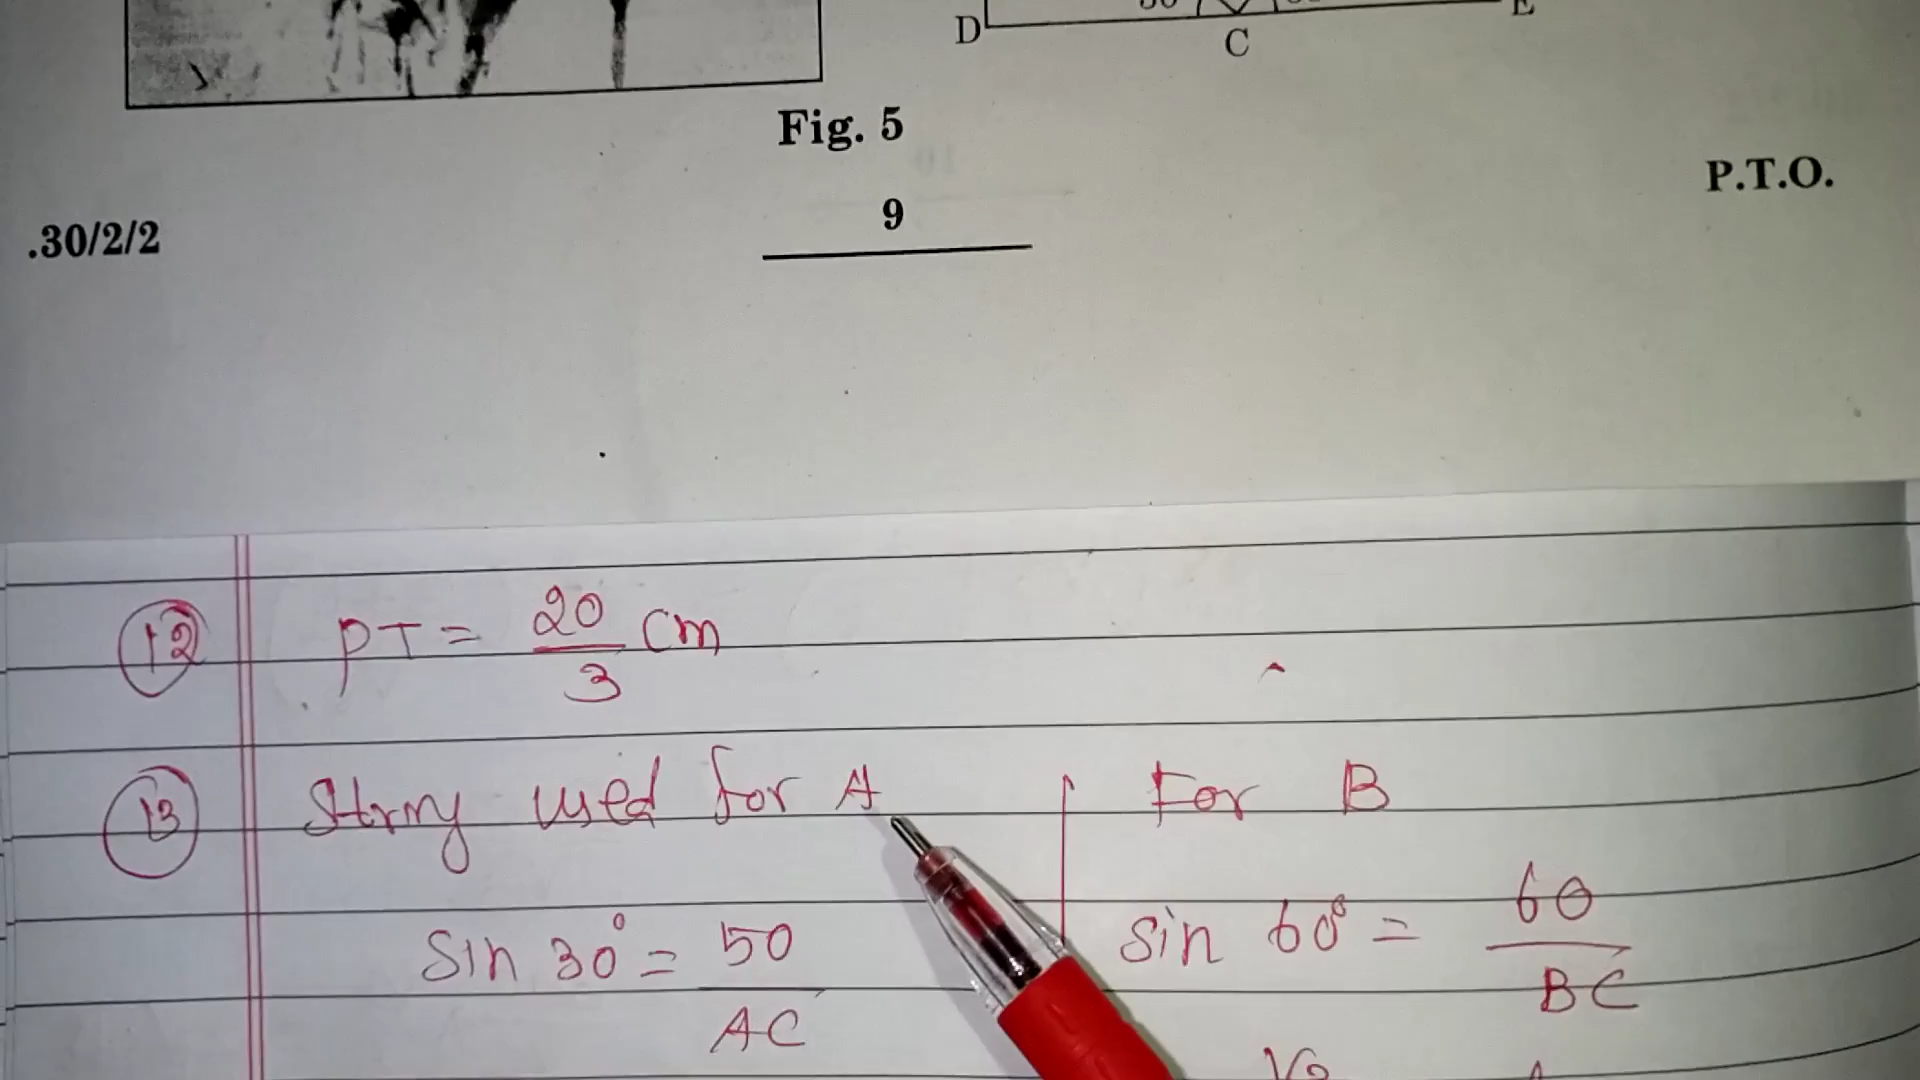 D
C
Fig. 5
P.T.O.
9
.30/2/2
12 PT = 20/3 cm
13 String used for A
For B
Sin 30° = 50/AC
Sin 60° = 60/BC